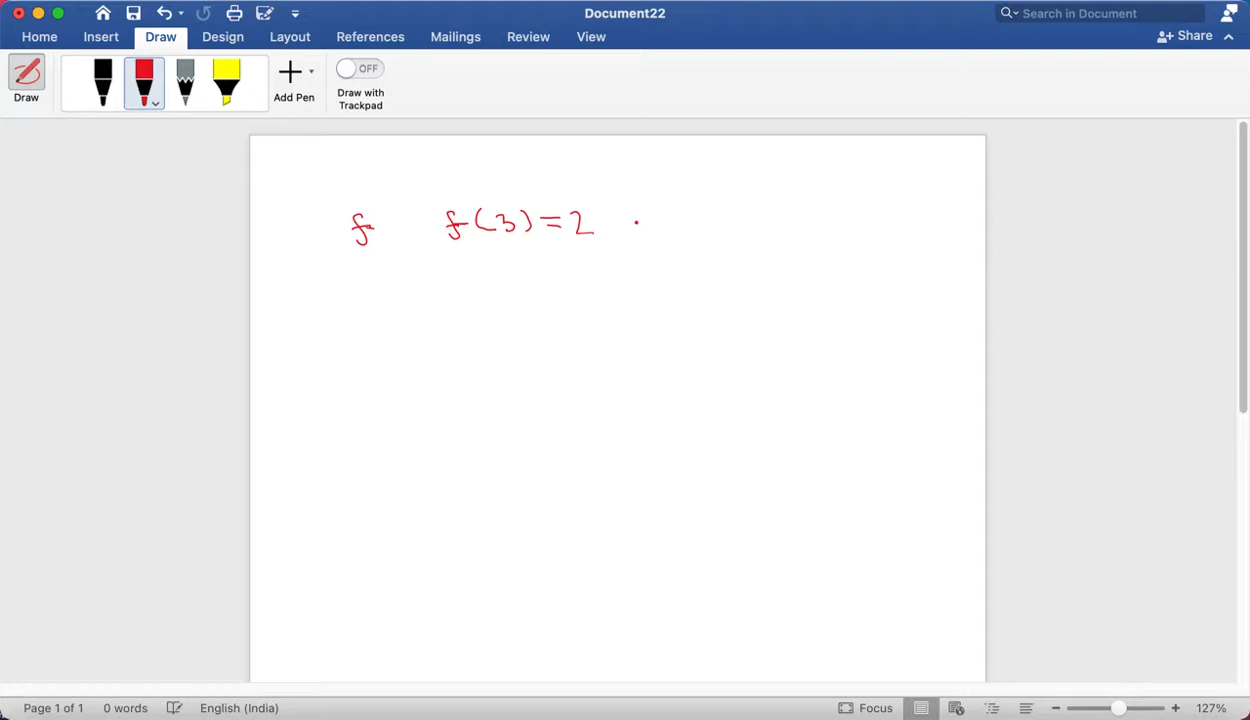 Document22
Search in Document
Home Insert Draw Design Layout References Mailings Review View Share
Draw
Add Pen
OFF
Draw with
Trackpad
f f(3)=2 .
Page 1 of 1 0 words English (India) Focus 127%